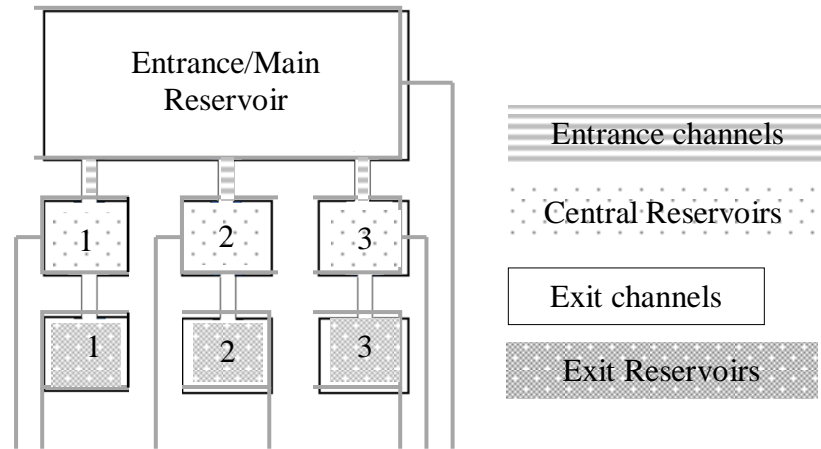 Entrance/Main
Reservoir
Entrance channels
1
2
3
Central Reservoirs
Exit channels
1
2
3
Exit Reservoirs